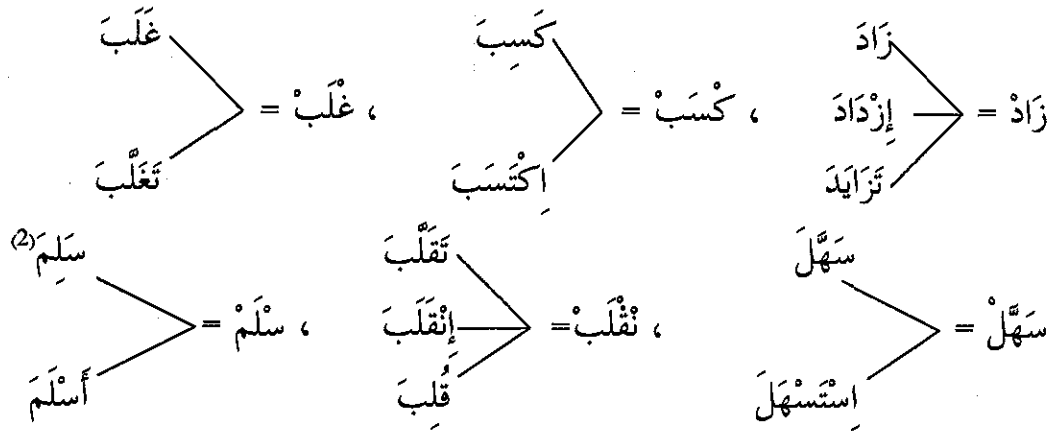 زَادَ كَسِبَ غَلَبَ
زَادْ = إِزْدَادَ ، كْسَبْ = ، غْلَبْ =
تَزَايَدَ اِكْتَسَبَ تَغَلَّبَ
سَهَّلَ تَقَلَّبَ سَلِمَ(2)
سَهَّلْ = ، نْقْلَبْ = إِنْقَلَبَ ، سْلَمْ =
اِسْتَسْهَلَ قُلِبَ أَسْلَمَ